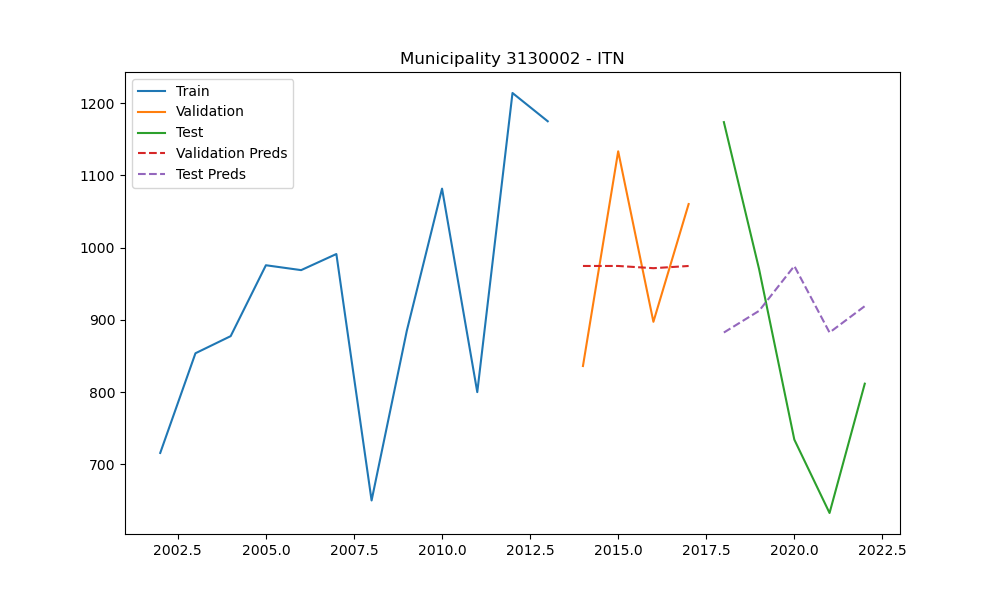 Municipality 3130002 - ITN
Train
Validation
Test
Validation Preds
Test Preds
1200
1100
1000
900
800
700
2002.5 2005.0 2007.5 2010.0 2012.5 2015.0 2017.5 2020.0 2022.5